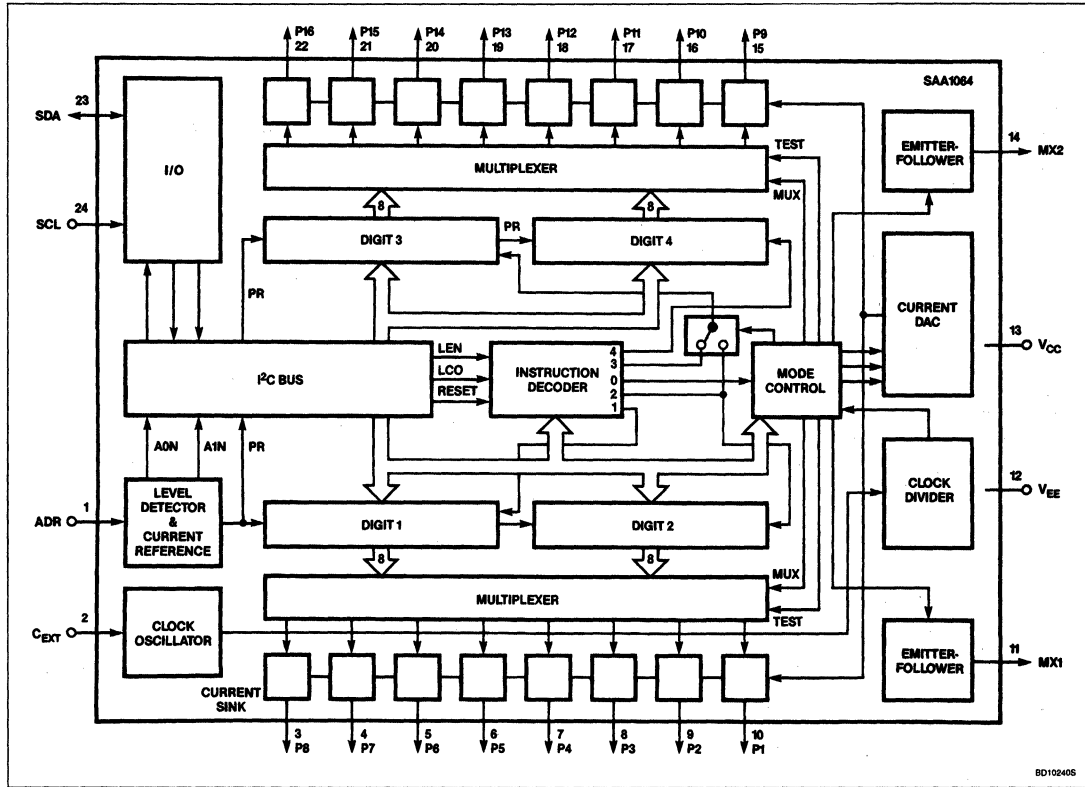 P16 P15 P14 P13 P12 P11 P10 P9
22 21 20 19 18 17 16 15
SAA1064
SDA 23
I/O
SCL 24
MULTIPLEXER
TEST
MUX
EMITTER-
FOLLOWER
14 MX2
8 8
DIGIT 3
PR
DIGIT 4
PR
CURRENT
DAC
13 VCC
I²C BUS
LEN
LCO
RESET
INSTRUCTION
DECODER
4
3
0
2
1
MODE
CONTROL
A0N A1N PR
ADR 1
LEVEL
DETECTOR
&
CURRENT
REFERENCE
DIGIT 1
DIGIT 2
CLOCK
DIVIDER
12 VEE
8 8
MUX
MULTIPLEXER
TEST
CEXT 2
CLOCK
OSCILLATOR
EMITTER-
FOLLOWER
11 MX1
CURRENT
SINK
3 4 5 6 7 8 9 10
P8 P7 P6 P5 P4 P3 P2 P1
BD10240S